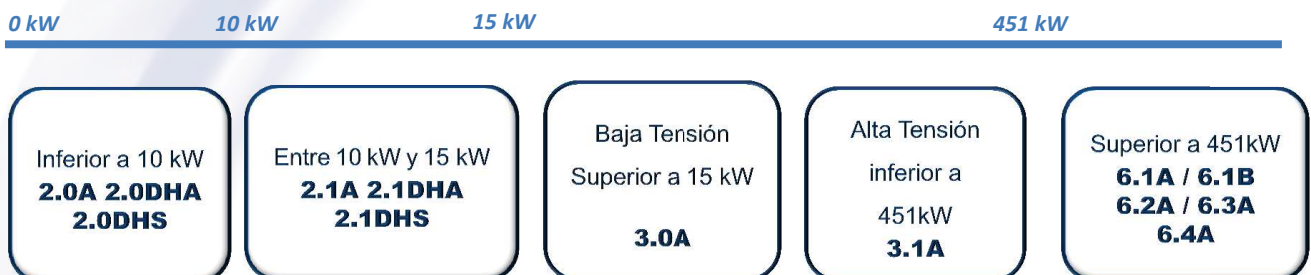 0 kW 10 kW 15 kW 451 kW
Inferior a 10 kW
2.0A 2.0DHA
2.0DHS
Entre 10 kW y 15 kW
2.1A 2.1DHA
2.1DHS
Baja Tensión
Superior a 15 kW
3.0A
Alta Tensión
inferior a
451kW
3.1A
Superior a 451kW
6.1A / 6.1B
6.2A / 6.3A
6.4A